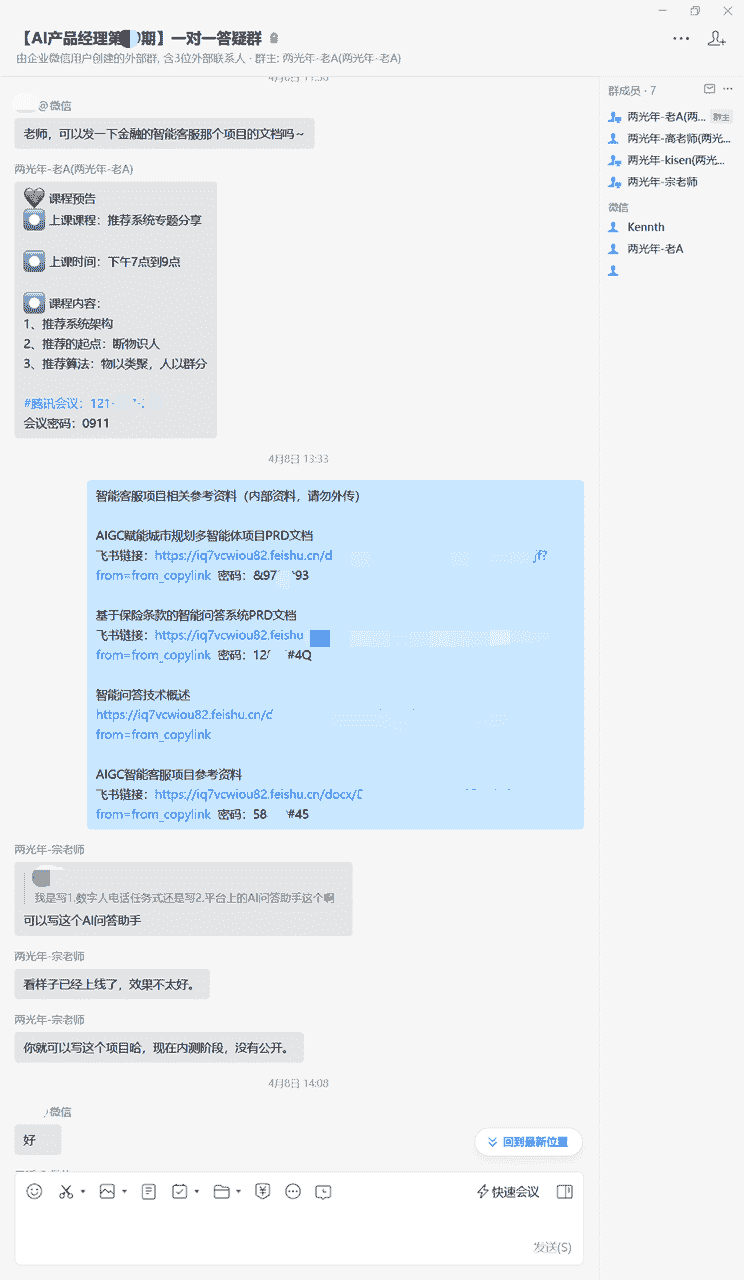 【AI产品经理第 期】一对一答疑群
由企业微信用户创建的外部群, 含3位外部联系人 · 群主: 两光年-老A(两光年-老A)
@微信
老师，可以发一下金融的智能客服那个项目的文档吗～
两光年-老A(两光年-老A)
课程预告
上课课程：推荐系统专题分享
上课时间：下午7点到9点
课程内容：
1、推荐系统架构
2、推荐的起点：断物识人
3、推荐算法：物以类聚，人以群分
#腾讯会议：121-
会议密码：0911
4月8日 13:33
智能客服项目相关参考资料（内部资料，请勿外传）
AIGC赋能城市规划多智能体项目PRD文档
飞书链接：https://iq7vcwiou82.feishu.cn/d jf?
from=from_copylink 密码：&97 93
基于保险条款的智能问答系统PRD文档
飞书链接：https://iq7vcwiou82.feishu
from=from_copylink 密码：12 #4Q
智能问答技术概述
https://iq7vcwiou82.feishu.cn/d
from=from_copylink
AIGC智能客服项目参考资料
飞书链接：https://iq7vcwiou82.feishu.cn/docx/D
from=from_copylink 密码：58 #45
两光年-宗老师
我是写1.数字人电话任务式还是写2.平台上的AI问答助手这个啊
可以写这个AI问答助手
两光年-宗老师
看样子已经上线了，效果不太好。
两光年-宗老师
你就可以写这个项目哈，现在内测阶段，没有公开。
4月8日 14:08
微信
好
回到最新位置
快速会议
发送(S)
群成员 · 7
两光年-老A(两... 群主
两光年-高老师(两光...
两光年-kisen(两光...
两光年-宗老师
微信
Kennth
两光年-老A